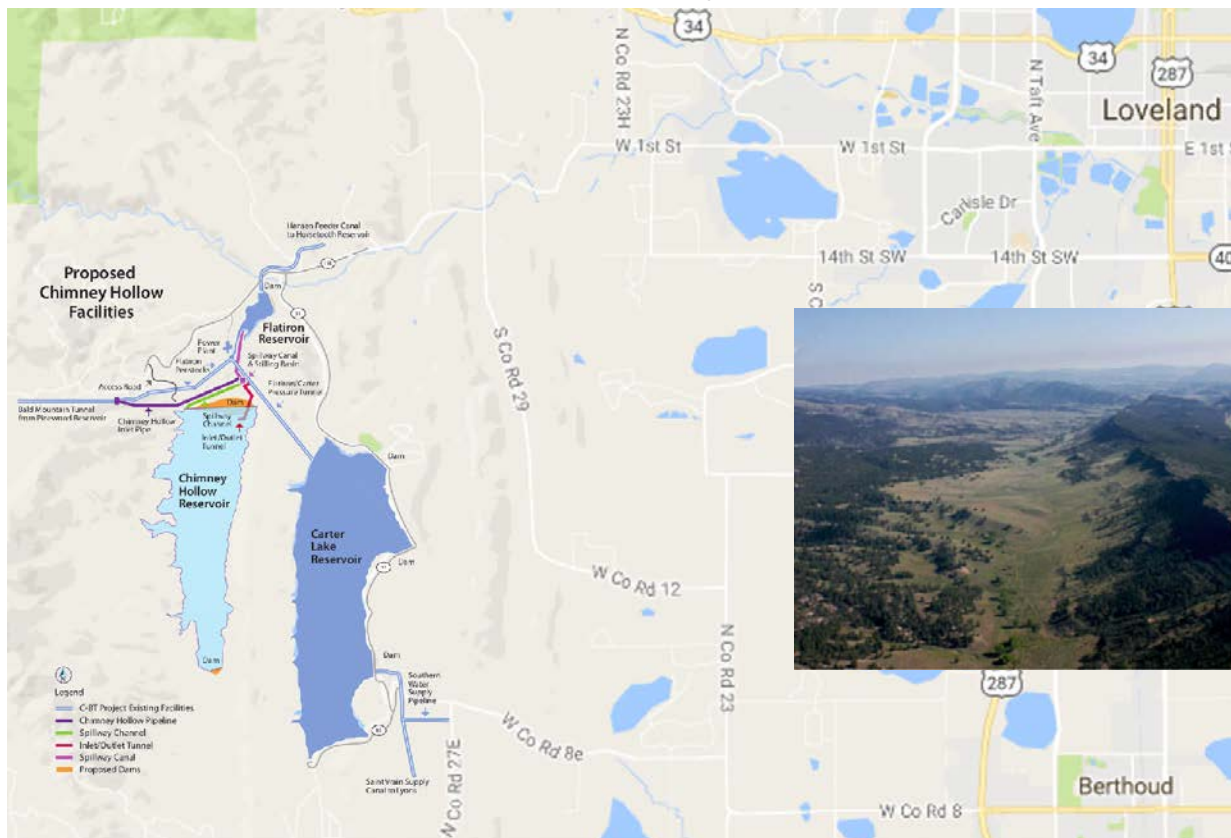 34
N Co Rd 23H
34
287
N Taft Ave
Loveland
W 1st St
W 1st St
E 1st S
Carlisle Dr
14th St SW
14th St SW
40
S C
Hansen Feeder Canal
to Horsetooth Reservoir
Proposed
Chimney Hollow
Facilities
Dam
Flatiron
Reservoir
Power
Plant
Flatiron
Penstocks
Spillway Canal
& Stilling Basin
Access Road
Flatiron/Carter
Pressure Tunnel
Bald Mountain Tunnel
from Pinewood Reservoir
Chimney Hollow
Inlet Pipe
Dam
Spillway
Channel
Inlet/Outlet
Tunnel
Chimney
Hollow
Reservoir
Dam
Carter
Lake
Reservoir
Dam
S Co Rd 29
W Co Rd 12
N Co Rd 23
Dam
Dam
Southern
Water
Supply
Pipeline
287
W Co Rd 8e
N Co Rd 27E
Saint Vrain Supply
Canal to Lyons
W Co Rd 8
Berthoud
Legend
C-BT Project Existing Facilities
Chimney Hollow Pipeline
Spillway Channel
Inlet/Outlet Tunnel
Spillway Canal
Proposed Dams